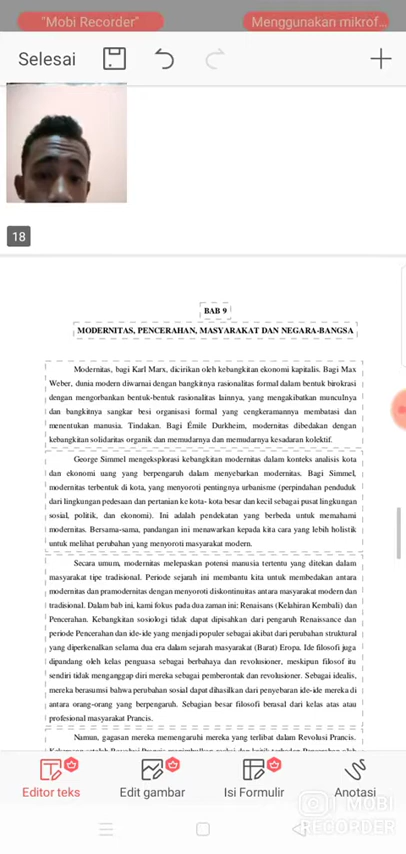 "Mobi Recorder"
Menggunakan mikrof...
Selesai
18
BAB 9
MODERNITAS, PENCERAHAN, MASYARAKAT DAN NEGARA-BANGSA
Modernitas, bagi Karl Marx, dicirikan oleh kebangkitan ekonomi kapitalis. Bagi Max
Weber, dunia modern diwarnai dengan bangkitnya rasionalitas formal dalam bentuk birokrasi
dengan mengorbankan bentuk-bentuk rasionalitas lainnya, yang mengakibatkan munculnya
dan bangkitnya sangkar besi organisasi formal yang cengkeramannya membatasi dan
menentukan manusia. Tindakan. Bagi Émile Durkheim, modernitas dibedakan dengan
kebangkitan solidaritas organik dan memudarnya dan memudarnya kesadaran kolektif.
George Simmel mengeksplorasi kebangkitan modernitas dalam konteks analisis kota
dan ekonomi uang yang berpengaruh dalam menyebarkan modernitas. Bagi Simmel,
modernitas terbentuk di kota, yang menyoroti pentingnya urbanisme (perpindahan penduduk
dari lingkungan pedesaan dan pertanian ke kota- kota besar dan kecil sebagai pusat lingkungan
sosial, politik, dan ekonomi). Ini adalah pendekatan yang berbeda untuk memahami
modernitas. Bersama-sama, pandangan ini menawarkan kepada kita cara yang lebih holistik
untuk melihat perubahan yang menyoroti masyarakat modern.
Secara umum, modernitas melepaskan potensi manusia tertentu yang ditekan dalam
masyarakat tipe tradisional. Periode sejarah ini membantu kita untuk membedakan antara
modernitas dan pramodernitas dengan menyoroti diskontinuitas antara masyarakat modern dan
tradisional. Dalam bab ini, kami fokus pada dua zaman ini: Renaisans (Kelahiran Kembali) dan
Pencerahan. Kebangkitan sosiologi tidak dapat dipisahkan dari pengaruh Renaissance dan
periode Pencerahan dan ide-ide yang menjadi populer sebagai akibat dari perubahan struktural
yang diperkenalkan selama dua era dalam sejarah masyarakat (Barat) Eropa. Ide filosofi juga
dipandang oleh kelas penguasa sebagai berbahaya dan revolusioner, meskipun filosof itu
sendiri tidak menganggap diri mereka sebagai pemberontak dan revolusioner. Sebagai idealis,
mereka berasumsi bahwa perubahan sosial dapat dihasilkan dari penyebaran ide-ide mereka di
antara orang-orang yang berpengaruh. Sebagian besar filosofi berasal dari kelas atas atau
profesional masyarakat Prancis.
Namun, gagasan mereka memengaruhi mereka yang terlibat dalam Revolusi Prancis.
Editor teks
Edit gambar
Isi Formulir
Anotasi
MOBI
RECORDER